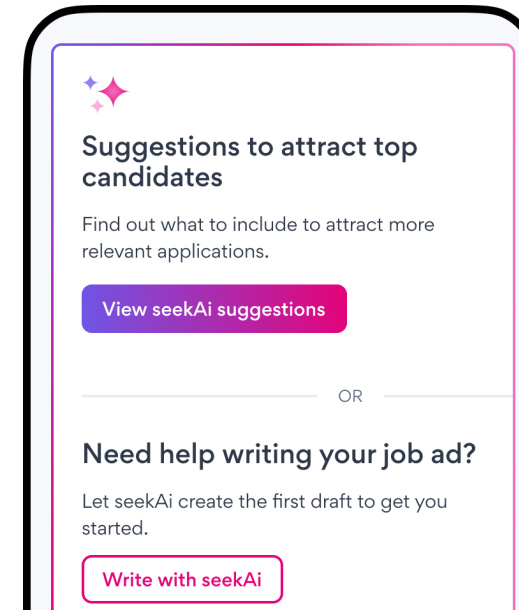 Suggestions to attract top
candidates
Find out what to include to attract more
relevant applications.
View seekAi suggestions
OR
Need help writing your job ad?
Let seekAi create the first draft to get you
started.
Write with seekAi